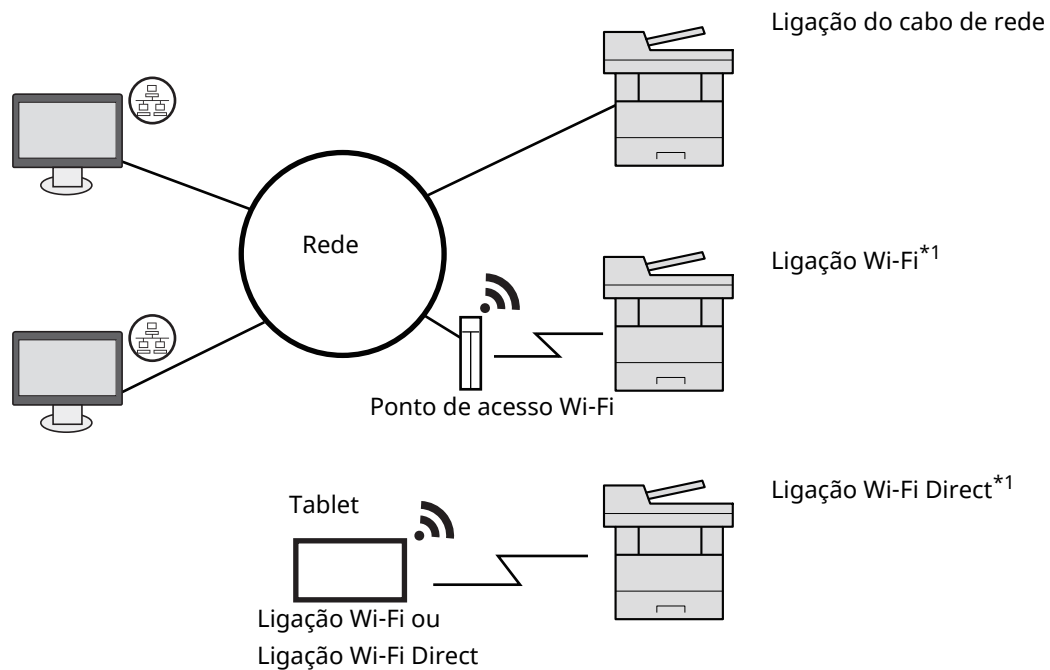 Ligação do cabo de rede
Rede
Ligação Wi-Fi*1
Ponto de acesso Wi-Fi
Tablet
Ligação Wi-Fi Direct*1
Ligação Wi-Fi ou
Ligação Wi-Fi Direct